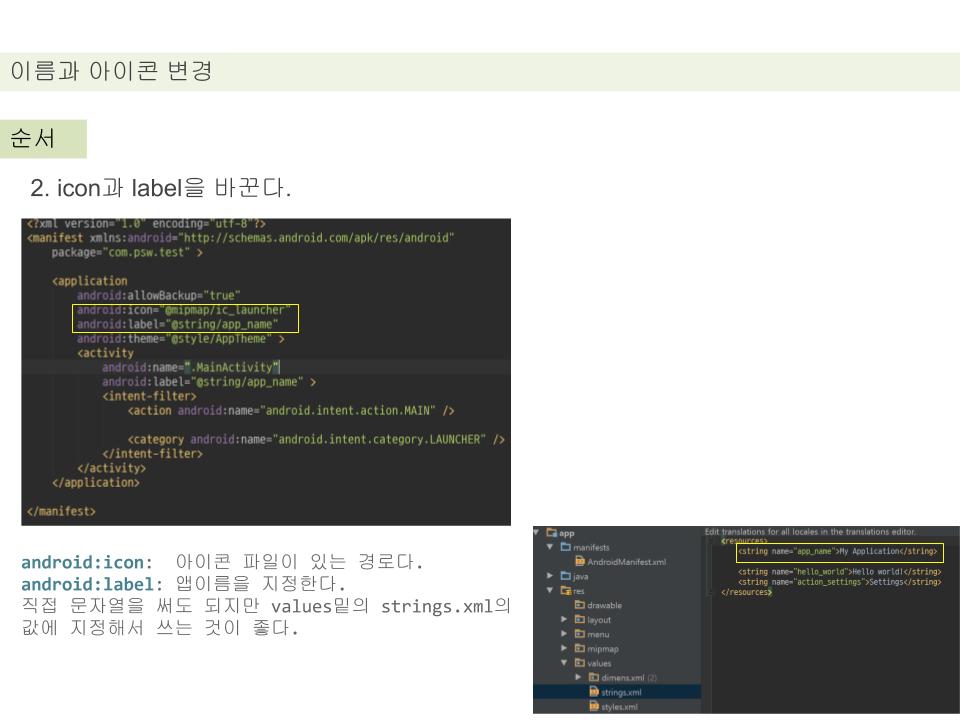 이름과 아이콘 변경
순서
2. icon과 label을 바꾼다.
<?xml version="1.0" encoding="utf-8"?>
<manifest xmlns:android="http://schemas.android.com/apk/res/android"
package="com.psw.test" >
<application
android:allowBackup="true"
android:icon="@mipmap/ic_launcher"
android:label="@string/app_name"
android:theme="@style/AppTheme" >
<activity
android:name=".MainActivity"
android:label="@string/app_name" >
<intent-filter>
<action android:name="android.intent.action.MAIN" />
<category android:name="android.intent.category.LAUNCHER" />
</intent-filter>
</activity>
</application>
</manifest>
android:icon: 아이콘 파일이 있는 경로다.
android:label: 앱이름을 지정한다.
직접 문자열을 써도 되지만 values밑의 strings.xml의
값에 지정해서 쓰는 것이 좋다.
app
manifests
AndroidManifest.xml
java
res
drawable
layout
menu
mipmap
values
dimens.xml (2)
strings.xml
styles.xml
Edit translations for all locales in the translations editor.
<resources>
<string name="app_name">My Application</string>
<string name="hello_world">Hello world!</string>
<string name="action_settings">Settings</string>
</resources>